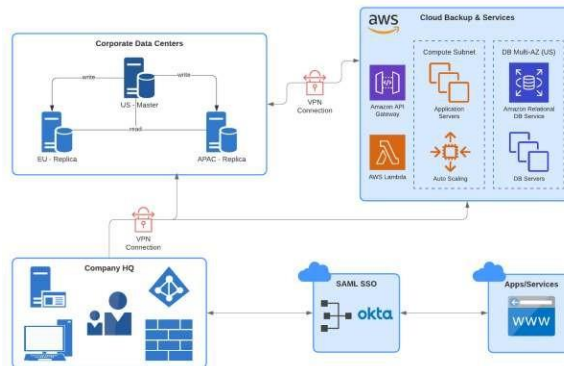 Corporate Data Centers
write
write
US - Master
read
EU - Replica
APAC - Replica
VPN
Connection
aws
Cloud Backup & Services
Compute Subnet
DB Multi-AZ (US)
Amazon API
Gateway
Application
Servers
Amazon Relational
DB Service
AWS Lambda
Auto Scaling
DB Servers
VPN
Connection
Company HQ
SAML SSO
okta
Apps/Services
WWW